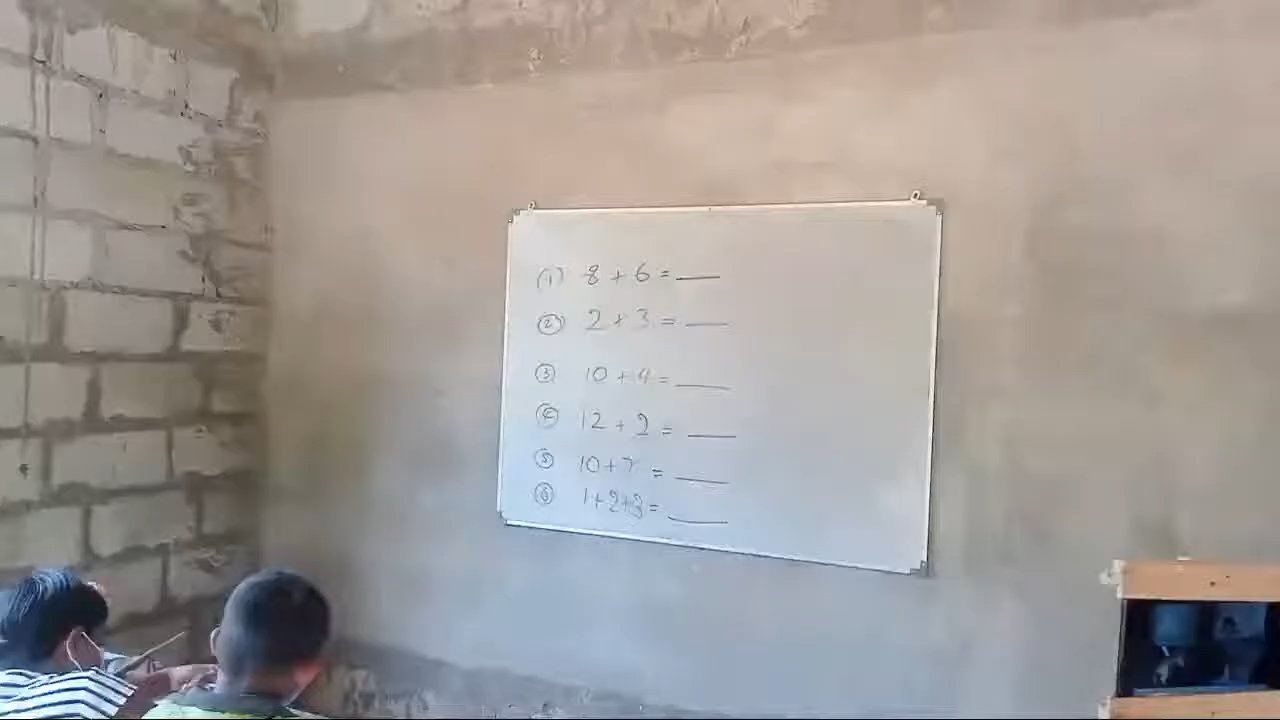 (1) 8 + 6 = ___
(2) 2 + 3 = ___
(3) 10 + 4 = ___
(4) 12 + 2 = ___
(5) 10 + 7 = ___
(6) 1 + 2 + 3 = ___